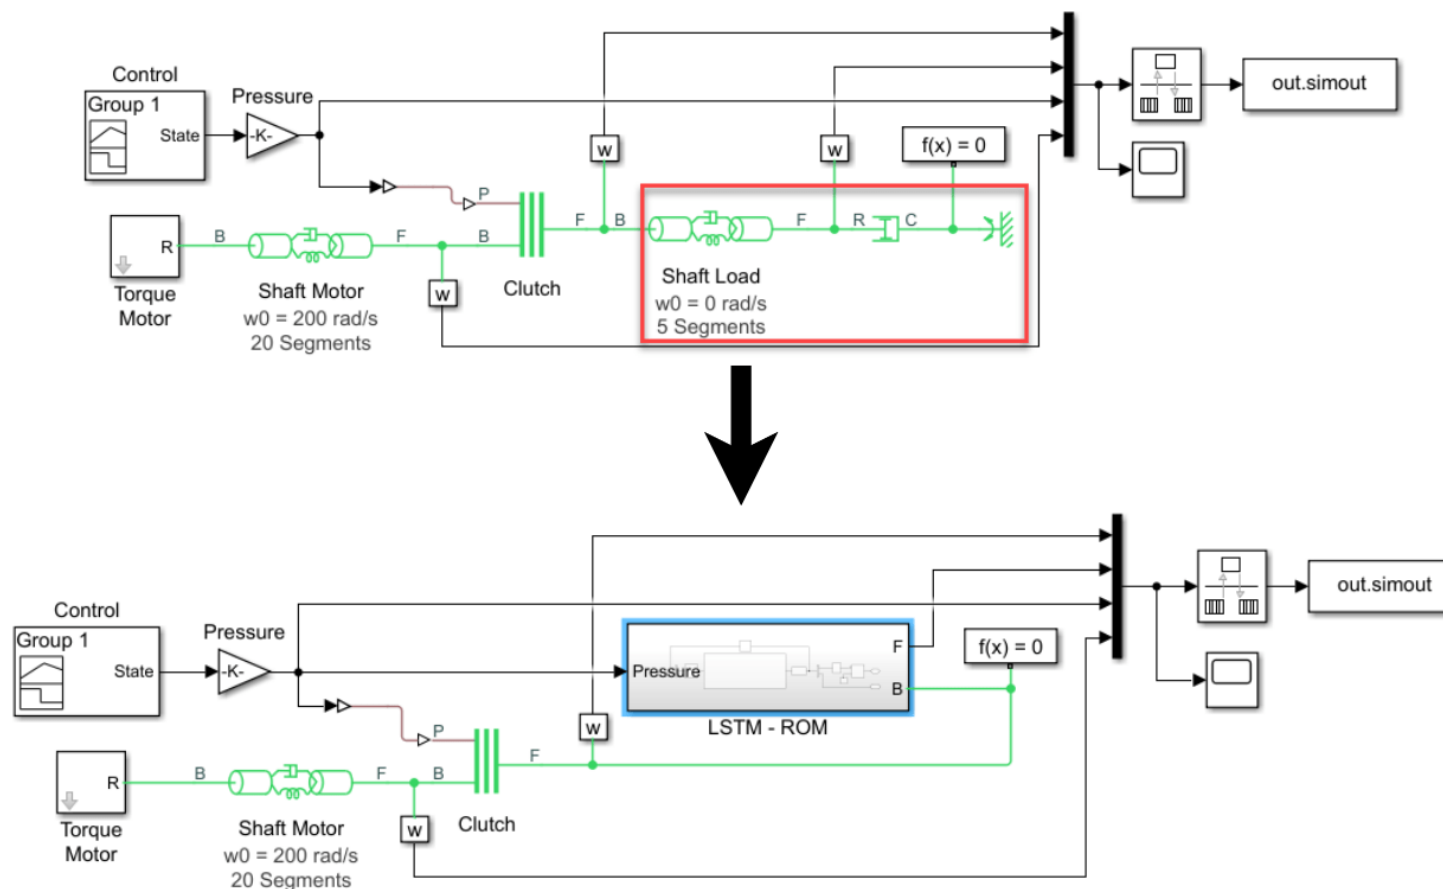 Control
Group 1
State
Pressure
-K-
w
w
f(x) = 0
out.simout
P
F
B
F
R
C
R
B
F
B
Torque
Motor
Shaft Motor
w0 = 200 rad/s
20 Segments
w
Clutch
Shaft Load
w0 = 0 rad/s
5 Segments
Control
Group 1
State
Pressure
-K-
Pressure
F
B
LSTM - ROM
f(x) = 0
out.simout
w
P
F
R
B
F
B
Torque
Motor
Shaft Motor
w0 = 200 rad/s
20 Segments
w
Clutch